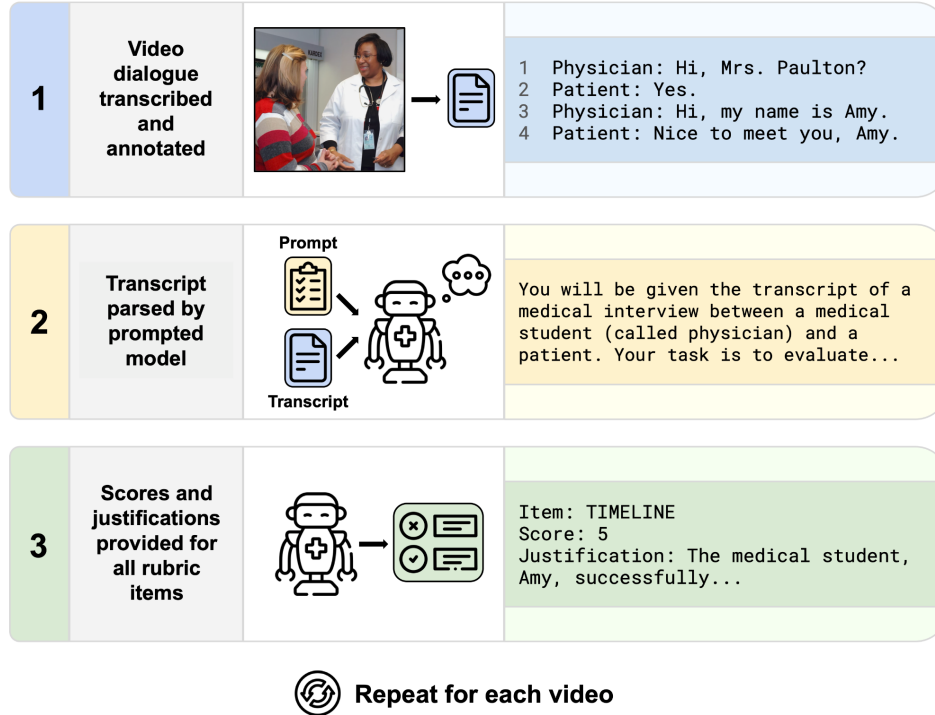 1
Video
dialogue
transcribed
and
annotated
1 Physician: Hi, Mrs. Paulton?
2 Patient: Yes.
3 Physician: Hi, my name is Amy.
4 Patient: Nice to meet you, Amy.
2
Transcript
parsed by
prompted
model
Prompt
Transcript
You will be given the transcript of a
medical interview between a medical
student (called physician) and a
patient. Your task is to evaluate...
3
Scores and
justifications
provided for
all rubric
items
Item: TIMELINE
Score: 5
Justification: The medical student,
Amy, successfully...
Repeat for each video